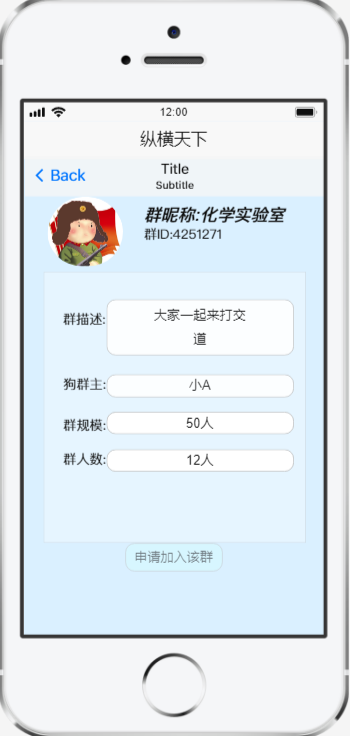 12:00
纵横天下
Back
Title
Subtitle
群昵称:化学实验室
群ID:4251271
群描述:
大家一起来打交
道
狗群主:
小A
群规模:
50人
群人数:
12人
申请加入该群